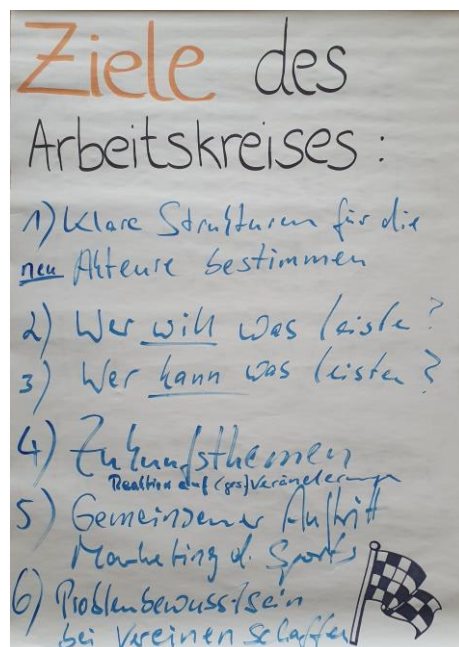 Ziele des
Arbeitskreises:
1) Klare Strukturen für die
neu Akteure bestimmen
2) Wer will was leisten?
3) Wer kann was leisten?
4) Zukunftsthemen
Reaktion auf (ges) Veränderungen
5) Gemeinsamer Auftritt
Marketing d. Sports
6) Problembewusstsein
bei Vereinen schaffen